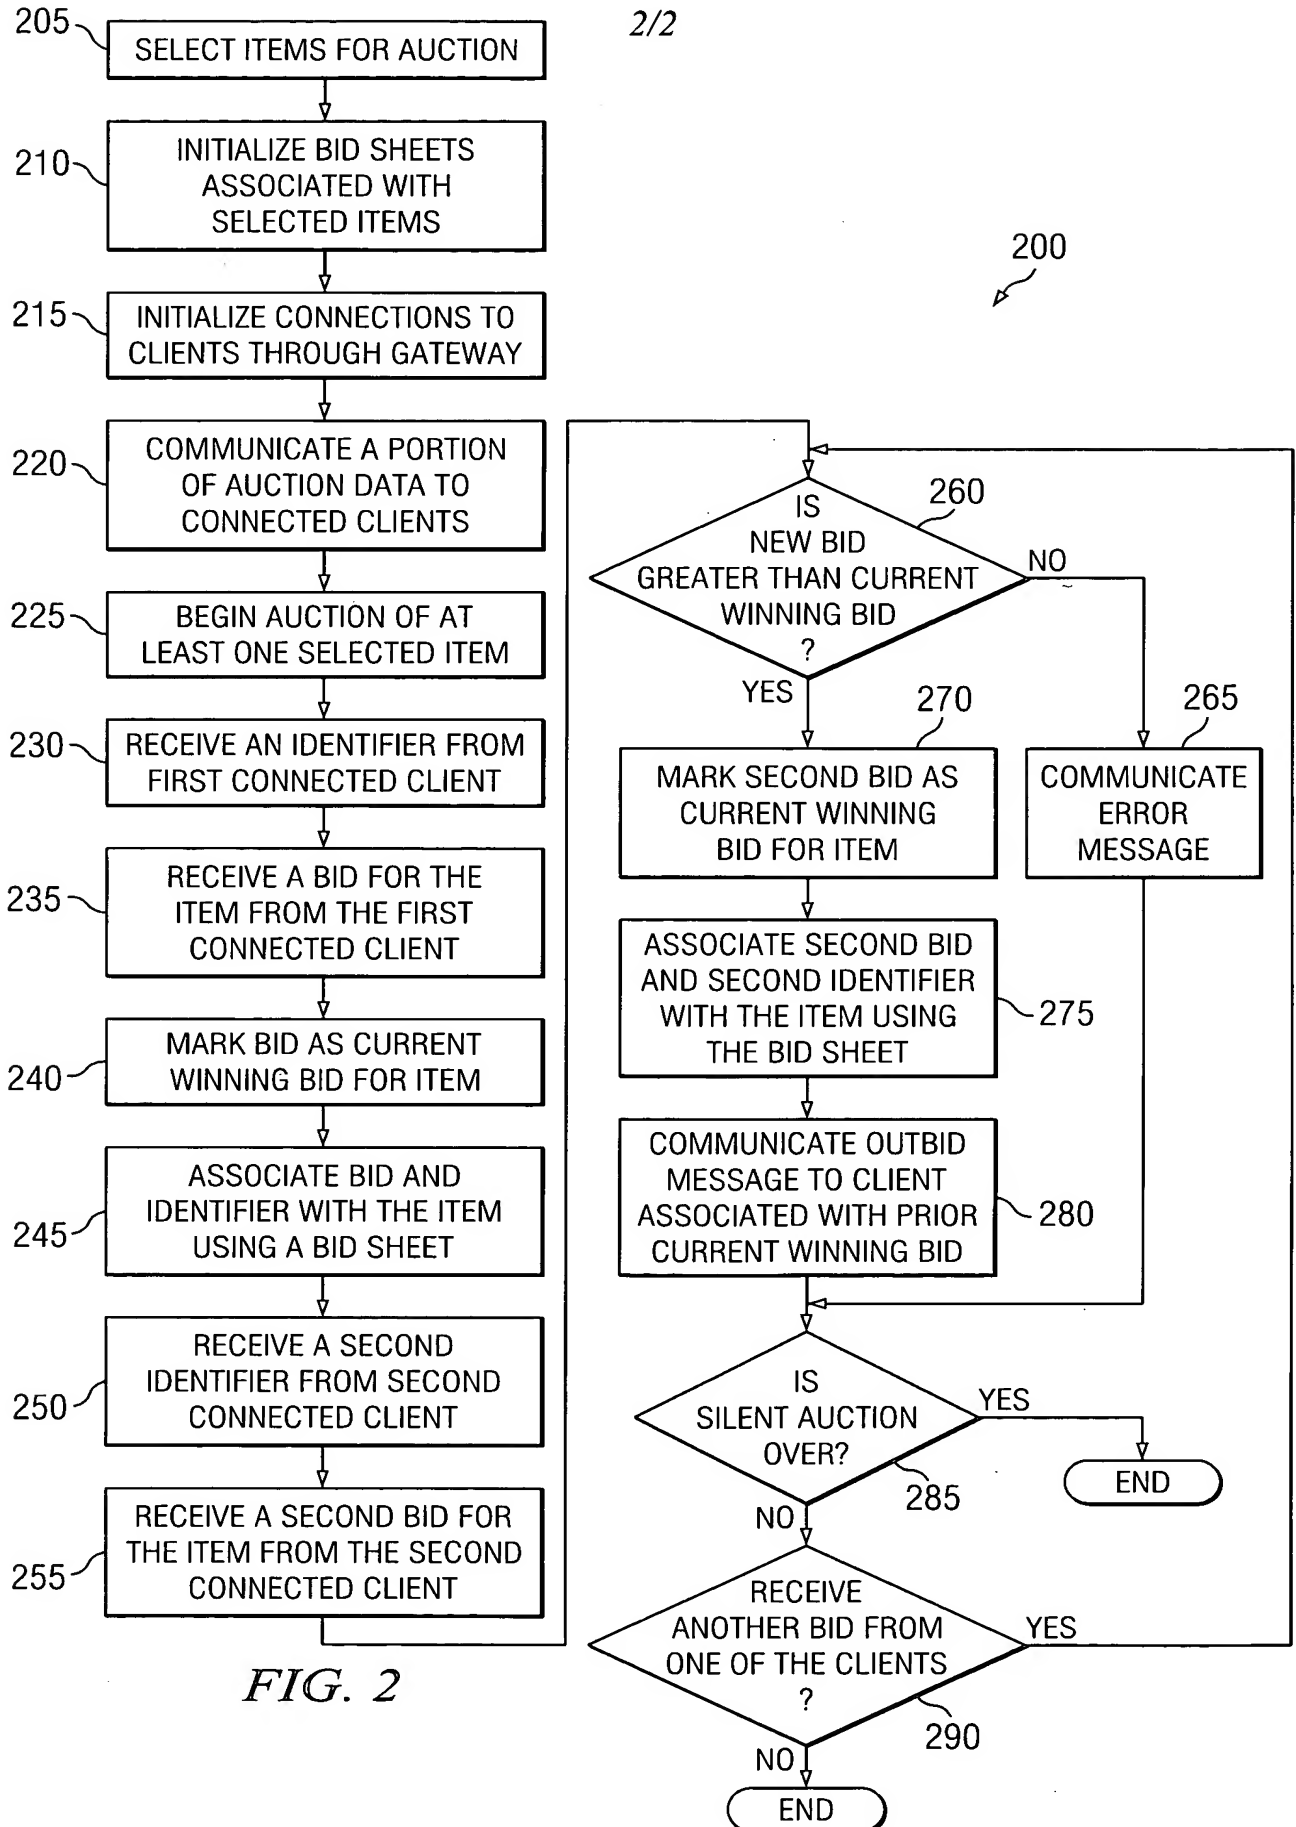 2/2
205
SELECT ITEMS FOR AUCTION
210
INITIALIZE BID SHEETS
ASSOCIATED WITH
SELECTED ITEMS
215
INITIALIZE CONNECTIONS TO
CLIENTS THROUGH GATEWAY
220
COMMUNICATE A PORTION
OF AUCTION DATA TO
CONNECTED CLIENTS
225
BEGIN AUCTION OF AT
LEAST ONE SELECTED ITEM
230
RECEIVE AN IDENTIFIER FROM
FIRST CONNECTED CLIENT
235
RECEIVE A BID FOR THE
ITEM FROM THE FIRST
CONNECTED CLIENT
240
MARK BID AS CURRENT
WINNING BID FOR ITEM
245
ASSOCIATE BID AND
IDENTIFIER WITH THE ITEM
USING A BID SHEET
250
RECEIVE A SECOND
IDENTIFIER FROM SECOND
CONNECTED CLIENT
255
RECEIVE A SECOND BID FOR
THE ITEM FROM THE SECOND
CONNECTED CLIENT
FIG. 2
200
260
IS
NEW BID
GREATER THAN CURRENT
WINNING BID
?
NO
YES
270
MARK SECOND BID AS
CURRENT WINNING
BID FOR ITEM
265
COMMUNICATE
ERROR
MESSAGE
ASSOCIATE SECOND BID
AND SECOND IDENTIFIER
WITH THE ITEM USING
THE BID SHEET
275
COMMUNICATE OUTBID
MESSAGE TO CLIENT
ASSOCIATED WITH PRIOR
CURRENT WINNING BID
280
IS
SILENT AUCTION
OVER?
YES
285
END
NO
RECEIVE
ANOTHER BID FROM
ONE OF THE CLIENTS
?
YES
290
NO
END